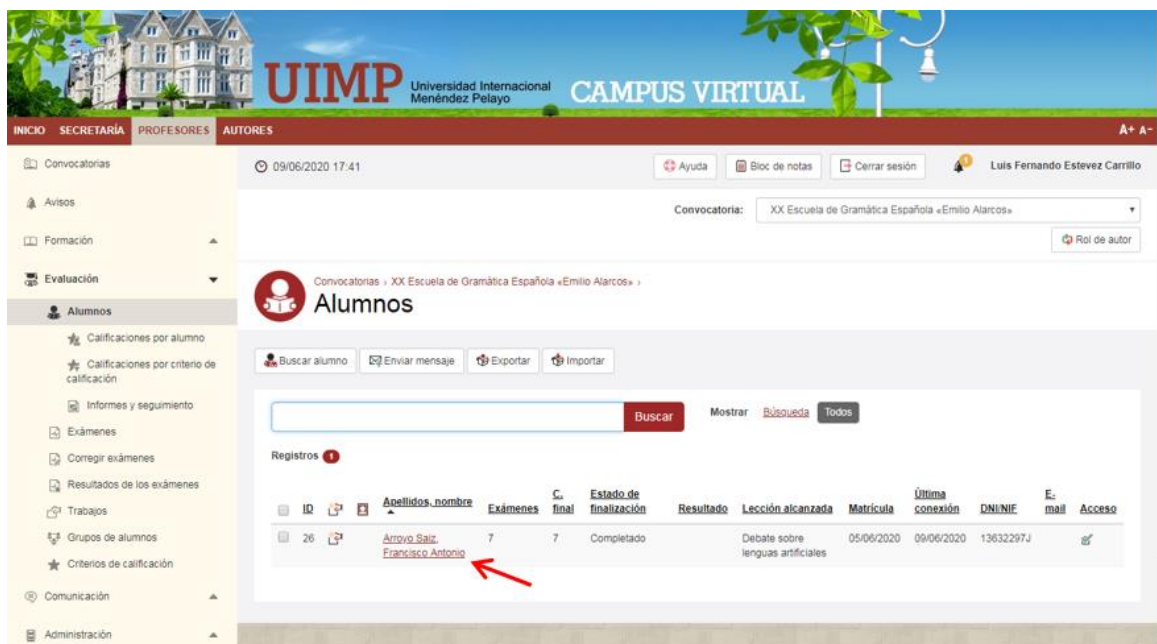 UIMP Universidad Internacional Menéndez Pelayo CAMPUS VIRTUAL
INICIO SECRETARÍA PROFESORES AUTORES A+ A-
Convocatorias
Avisos
Formación
Evaluación
Alumnos
Calificaciones por alumno
Calificaciones por criterio de
calificación
Informes y seguimiento
Exámenes
Corregir exámenes
Resultados de los exámenes
Trabajos
Grupos de alumnos
Criterios de calificación
Comunicación
Administración
09/06/2020 17:41 Ayuda Bloc de notas Cerrar sesión 1 Luis Fernando Estevez Carrillo
Convocatoria: XX Escuela de Gramática Española «Emilio Alarcos»
Rol de autor
Convocatorias › XX Escuela de Gramática Española «Emilio Alarcos» ›
Alumnos
Buscar alumno Enviar mensaje Exportar Importar
Buscar Mostrar Búsqueda Todos
Registros 1
ID Apellidos, nombre Exámenes C. final Estado de finalización Resultado Lección alcanzada Matrícula Última conexión DNI/NIF E-mail Acceso
26 Arroyo Saiz, Francisco Antonio 7 7 Completado Debate sobre lenguas artificiales 05/06/2020 09/06/2020 13632297J